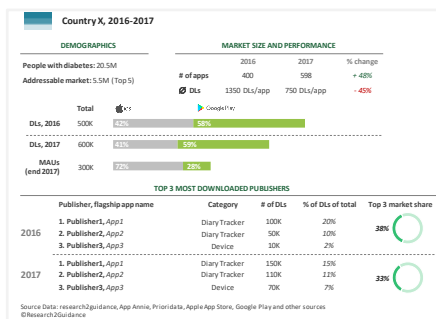 Country X, 2016-2017
DEMOGRAPHICS
People with diabetes: 20.5M
Addressable market: 5.5M (Top 5)
MARKET SIZE AND PERFORMANCE
2016 2017 % change
# of apps 400 598 + 48%
Ø DLs 1350 DLs/app 750 DLs/app - 45%
Total iOS Google Play
DLs, 2016 500K 42% 58%
DLs, 2017 600K 41% 59%
MAUs (end 2017) 300K 72% 28%
TOP 3 MOST DOWNLOADED PUBLISHERS
Publisher, flagship app name Category # of DLs % of DLs of total Top 3 market share
2016
1. Publisher1, App1 Diary Tracker 100K 20%
2. Publisher2, App2 Diary Tracker 50K 10%
3. Publisher3, App3 Device 10K 2%
38%
2017
1. Publisher1, App1 Diary Tracker 150K 15%
2. Publisher2, App2 Diary Tracker 110K 11%
3. Publisher3, App3 Device 70K 7%
33%
Source Data: research2guidance, App Annie, Prioridata, Apple App Store, Google Play and other sources
©Research2Guidance